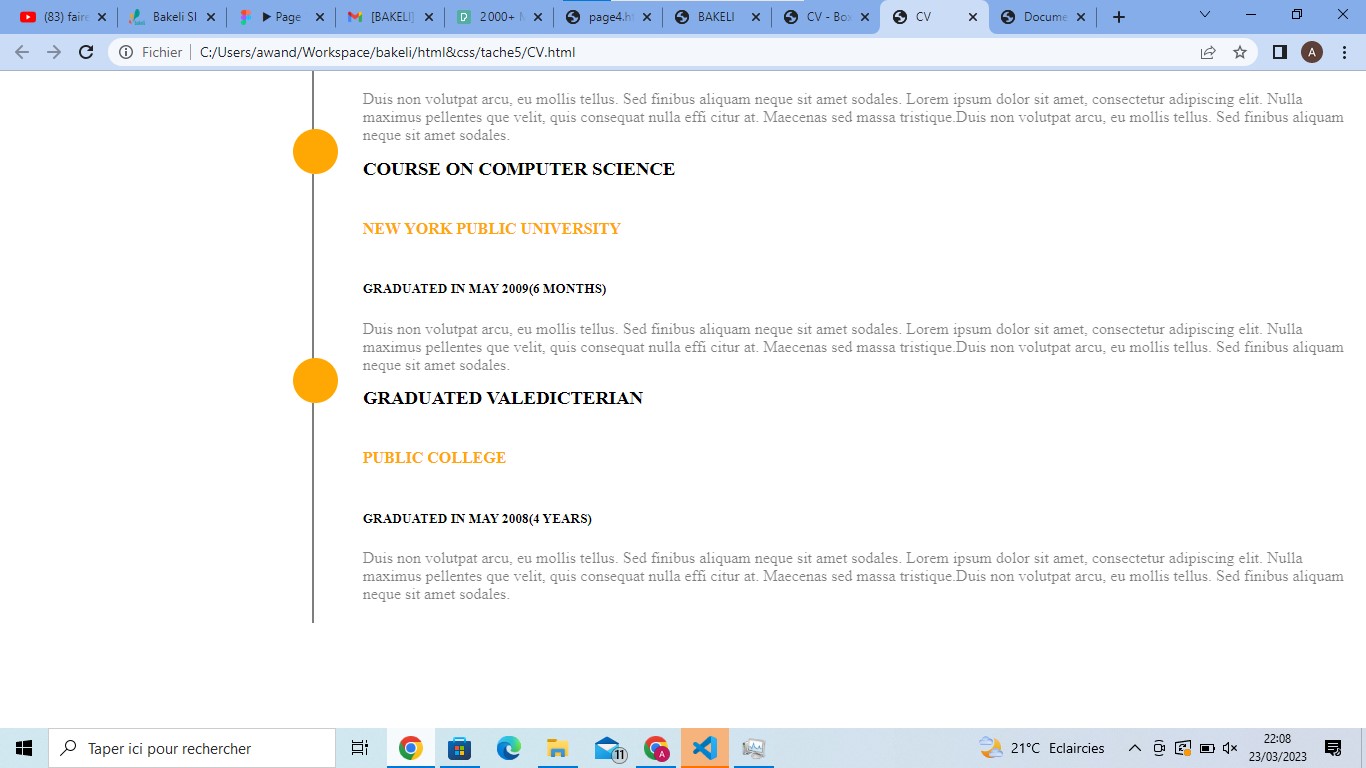 (83) faire
Bakeli Sl
Page
[BAKELI]
2 000+ M
page4.ht
BAKELI
CV - Box
CV
Docume
Fichier
C:/Users/awand/Workspace/bakeli/html&css/tache5/CV.html
A
Duis non volutpat arcu, eu mollis tellus. Sed finibus aliquam neque sit amet sodales. Lorem ipsum dolor sit amet, consectetur adipiscing elit. Nulla
maximus pellentes que velit, quis consequat nulla effi citur at. Maecenas sed massa tristique.Duis non volutpat arcu, eu mollis tellus. Sed finibus aliquam
neque sit amet sodales.
COURSE ON COMPUTER SCIENCE
NEW YORK PUBLIC UNIVERSITY
GRADUATED IN MAY 2009(6 MONTHS)
Duis non volutpat arcu, eu mollis tellus. Sed finibus aliquam neque sit amet sodales. Lorem ipsum dolor sit amet, consectetur adipiscing elit. Nulla
maximus pellentes que velit, quis consequat nulla effi citur at. Maecenas sed massa tristique.Duis non volutpat arcu, eu mollis tellus. Sed finibus aliquam
neque sit amet sodales.
GRADUATED VALEDICTERIAN
PUBLIC COLLEGE
GRADUATED IN MAY 2008(4 YEARS)
Duis non volutpat arcu, eu mollis tellus. Sed finibus aliquam neque sit amet sodales. Lorem ipsum dolor sit amet, consectetur adipiscing elit. Nulla
maximus pellentes que velit, quis consequat nulla effi citur at. Maecenas sed massa tristique.Duis non volutpat arcu, eu mollis tellus. Sed finibus aliquam
neque sit amet sodales.
Taper ici pour rechercher
11
A
21°C Eclaircies
22:08
23/03/2023